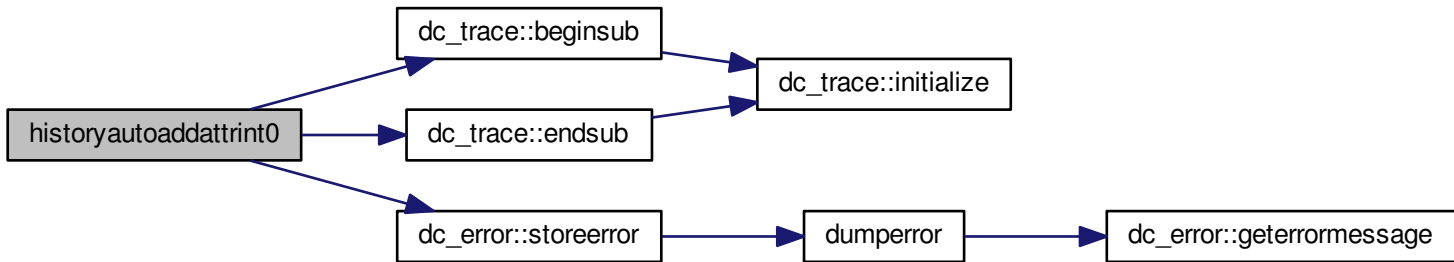 dc_trace::beginsub
dc_trace::initialize
historyautoaddattrint0
dc_trace::endsub
dc_error::storeerror
dumperror
dc_error::geterrormessage